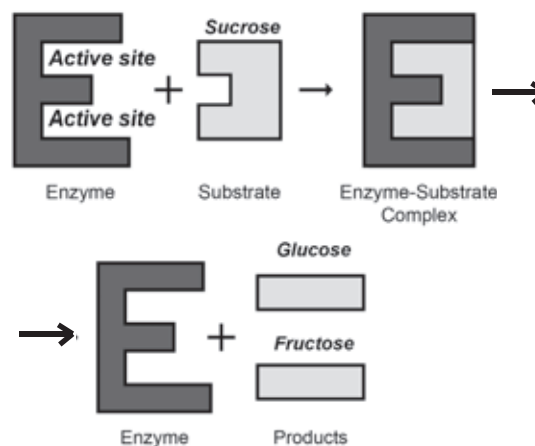 Sucrose
Active site
Active site
Enzyme
Substrate
Enzyme-Substrate
Complex
Glucose
Fructose
Enzyme
Products